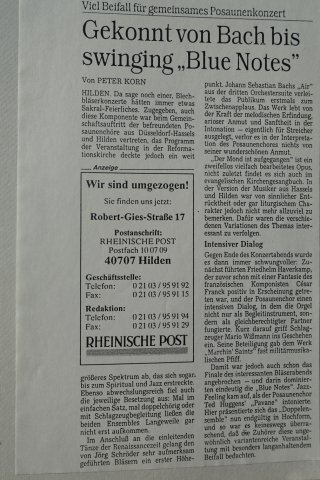 Viel Beifall für gemeinsames Posaunenkonzert
Gekonnt von Bach bis
swinging „Blue Notes"
Von PETER KORN
HILDEN. Da sage noch einer, Blech-
bläserkonzerte hätten immer etwas
Sakral-Feierliches. Zugegeben, auch
diese Komponente war beim Gemein-
schaftsauftritt der befreundeten Po-
saunenchöre aus Düsseldorf-Hassels
und Hilden vertreten, das Programm
der Veranstaltung in der Reforma-
tionskirche deckte jedoch ein weit
Anzeige
Wir sind umgezogen!
Sie finden uns jetzt:
Robert-Gies-Straße 17
Postanschrift:
RHEINISCHE POST
Postfach 10 07 09
40707 Hilden
Geschäftsstelle:
Telefon: 0 21 03 / 95 91 92
Fax: 0 21 03 / 95 91 15
Redaktion:
Telefon: 0 21 03 / 95 91 94
Fax: 0 21 03 / 95 91 29
RHEINISCHE POST
größeres Spektrum ab, das sich sogar
bis zum Spiritual und Jazz erstreckte.
Ebenso abwechslungsreich fiel auch
die jeweilige Besetzung aus: Mal im
einfachen Satz, mal doppelchörig oder
mit Schlagzeugbegleitung ließen die
beiden Ensembles Langeweile gar
nicht erst aufkommen.
Im Anschluß an die einleitenden
Tänze der Renaissancezeit gelang den
von Jörg Schröder sehr aufmerksam
geführten Bläsern ein erster Höhe-
punkt. Johann Sebastian Bachs „Air"
aus der dritten Orchestersuite verlei-
tete das Publikum erstmals zum
Zwischenapplaus. Das Werk lebt von
der Kraft der melodischen Erfindung,
arioser Anmut und Sanftheit in der
Intonation – eigentlich für Streicher
ausgelegt, verlor es in der Interpreta-
tion des Posaunenchores nichts von
seiner wunderschönen Anmut.
„Der Mond ist aufgegangen" ist ein
zweifellos vielfach bearbeitetes Opus,
nicht zuletzt findet es sich auch im
evangelischen Kirchengesangbuch. In
der Version der Musiker aus Hassels
und Hilden war von sinnlicher Ent-
rücktheit oder gar liturgischem Cha-
rakter jedoch nicht mehr allzuviel zu
bemerken. Dafür waren die verschie-
denen Variationen des Themas inter-
essant zu verfolgen.
Intensiver Dialog
Gegen Ende des Konzertabends wurde
es dann immer schwungvoller: Zu-
nächst führten Friedhelm Haverkamp,
der zuvor schon mit einer Fantasie des
französischen Komponisten César
Franck positiv in Erscheinung getre-
ten war, und der Posaunenchor einen
intensiven Dialog, in dem die Orgel
nicht nur als Begleitinstrument, son-
dern als gleichberechtigter Partner
fungierte. Kurz darauf griff Schlag-
zeuger Mario Wißmann ins Geschehen
ein. Seine Beteiligung gab dem Werk
„Marchin' Saints" fast militärmusika-
lischen Pfiff.
Damit war jedoch auch schon das
Finale des interessanten Bläserabends
angebrochen – und darin dominier-
ten eindeutig die „Blue Notes". Jazz-
Feeling kam auf, als der Posaunenchor
Ted Huggens' „Pavane" intonierte.
Hier präsentierte sich das „Doppelen-
semble" nun endgültig in Hochform,
und so war es keineswegs überra-
schend, daß die Zuhörer diese unge-
wöhnlich variantenreiche Veranstal-
tung mit besonders langanhaltendem
Beifall bedachten.